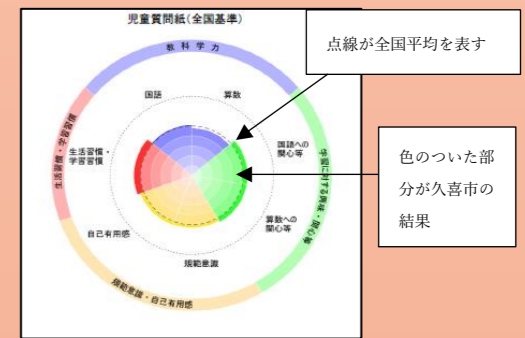 児童質問紙(全国基準)
教科学力
国語
算数
生活習慣・
学習習慣
国語への
関心等
算数への
関心等
自己有用感
規範意識
生活習慣・学習習慣
学習に対する興味・関心等
規範意識・自己有用感
点線が全国平均を表す
色のついた部
分が久喜市の
結果